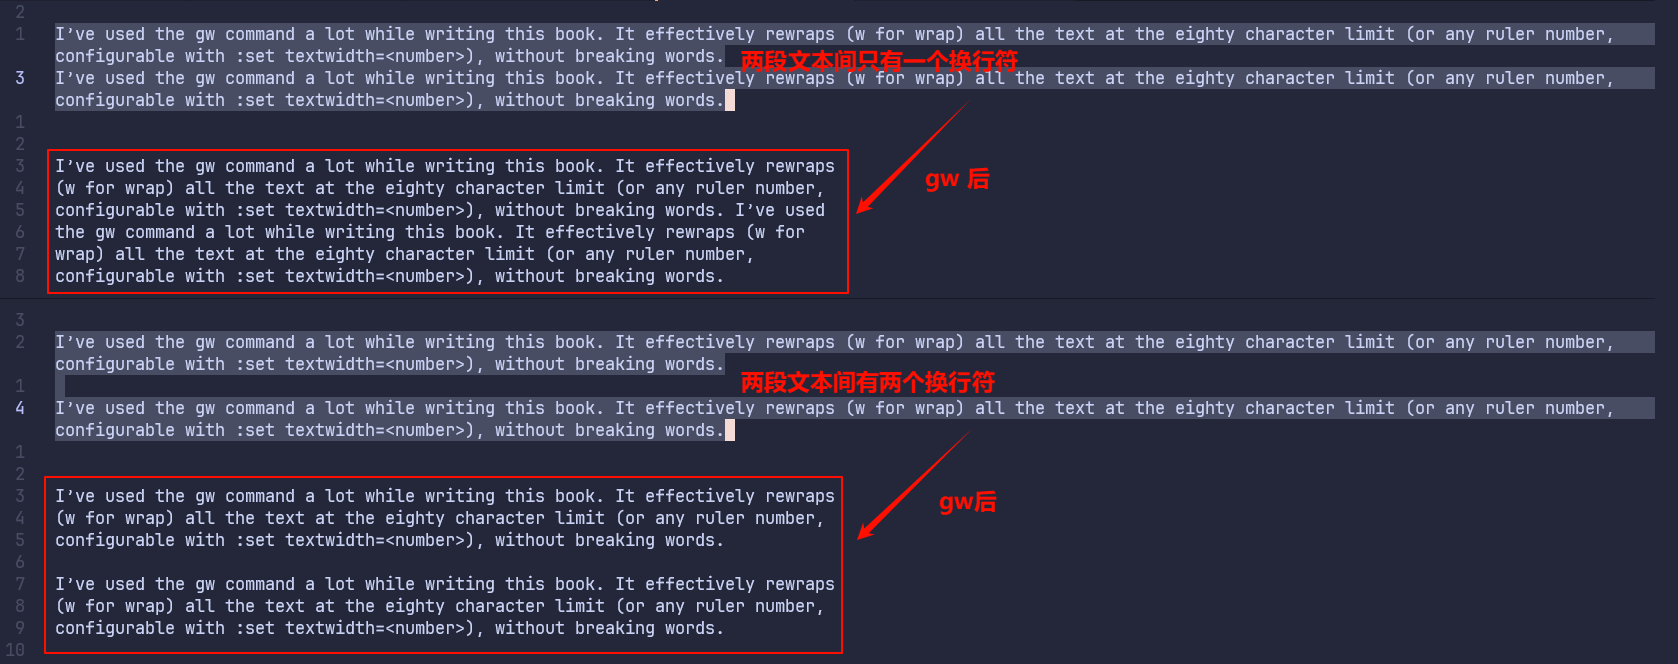 2
1 I've used the gw command a lot while writing this book. It effectively rewraps (w for wrap) all the text at the eighty character limit (or any ruler number,
configurable with :set textwidth=<number>), without breaking words. 两段文本间只有一个换行符
3 I've used the gw command a lot while writing this book. It effectively rewraps (w for wrap) all the text at the eighty character limit (or any ruler number,
configurable with :set textwidth=<number>), without breaking words.
1
2
3 I've used the gw command a lot while writing this book. It effectively rewraps
gw 后
4 (w for wrap) all the text at the eighty character limit (or any ruler number,
5 configurable with :set textwidth=<number>), without breaking words. I've used
6 the gw command a lot while writing this book. It effectively rewraps (w for
7 wrap) all the text at the eighty character limit (or any ruler number,
8 configurable with :set textwidth=<number>), without breaking words.
3
2 I've used the gw command a lot while writing this book. It effectively rewraps (w for wrap) all the text at the eighty character limit (or any ruler number,
configurable with :set textwidth=<number>), without breaking words.
1 两段文本间有两个换行符
4 I've used the gw command a lot while writing this book. It effectively rewraps (w for wrap) all the text at the eighty character limit (or any ruler number,
configurable with :set textwidth=<number>), without breaking words.
1
2
3 I've used the gw command a lot while writing this book. It effectively rewraps
gw后
4 (w for wrap) all the text at the eighty character limit (or any ruler number,
5 configurable with :set textwidth=<number>), without breaking words.
6
7 I've used the gw command a lot while writing this book. It effectively rewraps
8 (w for wrap) all the text at the eighty character limit (or any ruler number,
9 configurable with :set textwidth=<number>), without breaking words.
10